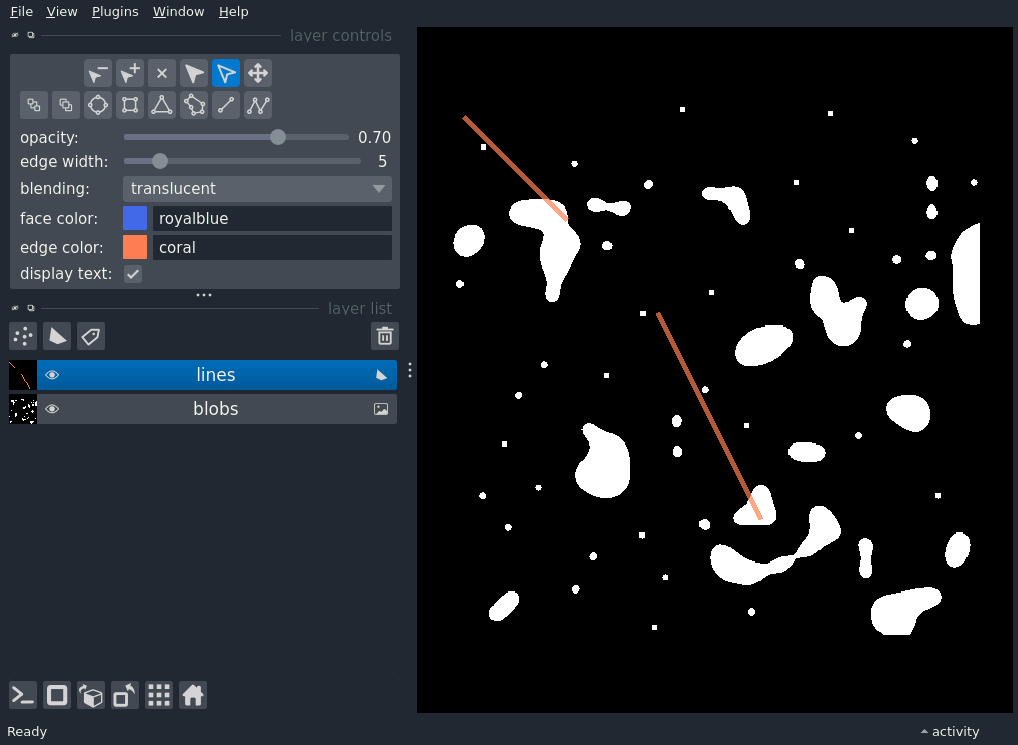 File View Plugins Window Help
layer controls
opacity: 0.70
edge width: 5
blending: translucent
face color: royalblue
edge color: coral
display text:
layer list
lines
blobs
Ready activity